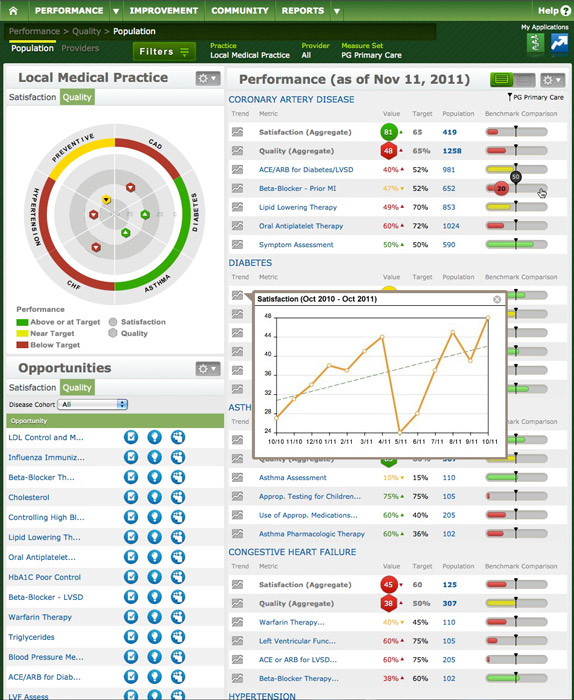 PERFORMANCE IMPROVEMENT COMMUNITY REPORTS Help ?
Performance > Quality > Population
My Applications
Population Providers
Filters
Practice Provider Measure Set
Local Medical Practice All PG Primary Care
Local Medical Practice
Satisfaction Quality
PREVENTIVE
CAD
DIABETES
ASTHMA
CHF
HYPERTENSION
Performance
Above or at Target
Near Target
Below Target
Satisfaction
Quality
Opportunities
Satisfaction Quality
Disease Cohort All
Opportunity
LDL Control and M...
Influenza Immuniz...
Beta-Blocker Th...
Cholesterol
Controlling High Bl...
Lipid Lowering Th...
Oral Antiplatelet...
HbA1C Poor Control
Beta-Blocker - LVSD
Warfarin Therapy
Triglycerides
Blood Pressure Me...
ACE/ARB for Diab...
LVF Assess
Performance (as of Nov 11, 2011)
PG Primary Care
CORONARY ARTERY DISEASE
Trend Metric Value Target Population Benchmark Comparison
Satisfaction (Aggregate) 81 65 419
Quality (Aggregate) 48 65% 1258
ACE/ARB for Diabetes/LVSD 40% 52% 981
50
Beta-Blocker - Prior MI 47% 52% 652 20
Lipid Lowering Therapy 49% 70% 853
Oral Antiplatelet Therapy 60% 72% 1024
Symptom Assessment 50% 50% 590
DIABETES
Trend Metric Value Target Population Benchmark Comparison
Satisfaction (Oct 2010 - Oct 2011)
48
44
40
36
32
28
24
10/10 11/10 12/10 1/11 2/11 3/11 4/11 5/11 6/11 7/11 8/11 9/11 10/11
ASTH
Quality (Aggregate)
Asthma Assessment 10% 15% 110
Approp. Testing for Children... 75% 75% 105
Use of Approp. Medications... 60% 40% 205
Asthma Pharmacologic Therapy 60% 36% 102
CONGESTIVE HEART FAILURE
Trend Metric Value Target Population Benchmark Comparison
Satisfaction (Aggregate) 45 60 125
Quality (Aggregate) 38 50% 307
Warfarin Therapy... 40% 45% 110
Left Ventricular Func... 60% 75% 105
ACE or ARB for LVSD... 60% 75% 205
Beta-Blocker Therapy... 38% 60% 102
HYPERTENSION